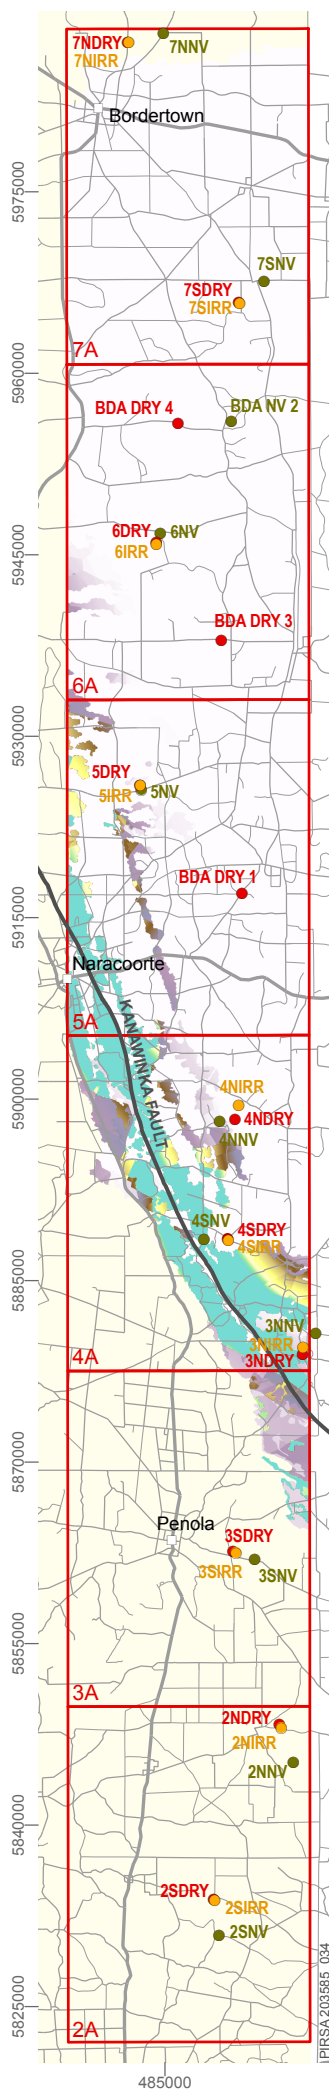 7NDRY
7NNV
7NIRR
Bordertown
5975000
7SNV
7SDRY
7SIRR
7A
5960000
BDA DRY 4
BDA NV 2
6DRY
6NV
6IRR
5945000
BDA DRY 3
6A
5930000
5DRY
5IRR
5NV
BDA DRY 1
5915000
Naracoorte
KANAWINKA FAULT
5A
4NIRR
5900000
4NDRY
4NNV
4SNV
4SDRY
4SIRR
5885000
3NNV
3NIRR
3NDRY
4A
5870000
Penola
3SDRY
3SIRR
3SNV
5855000
3A
2NDRY
2NIRR
2NNV
5840000
2SDRY
2SIRR
2SNV
5825000
2A
PIRSA 203585_034
485000